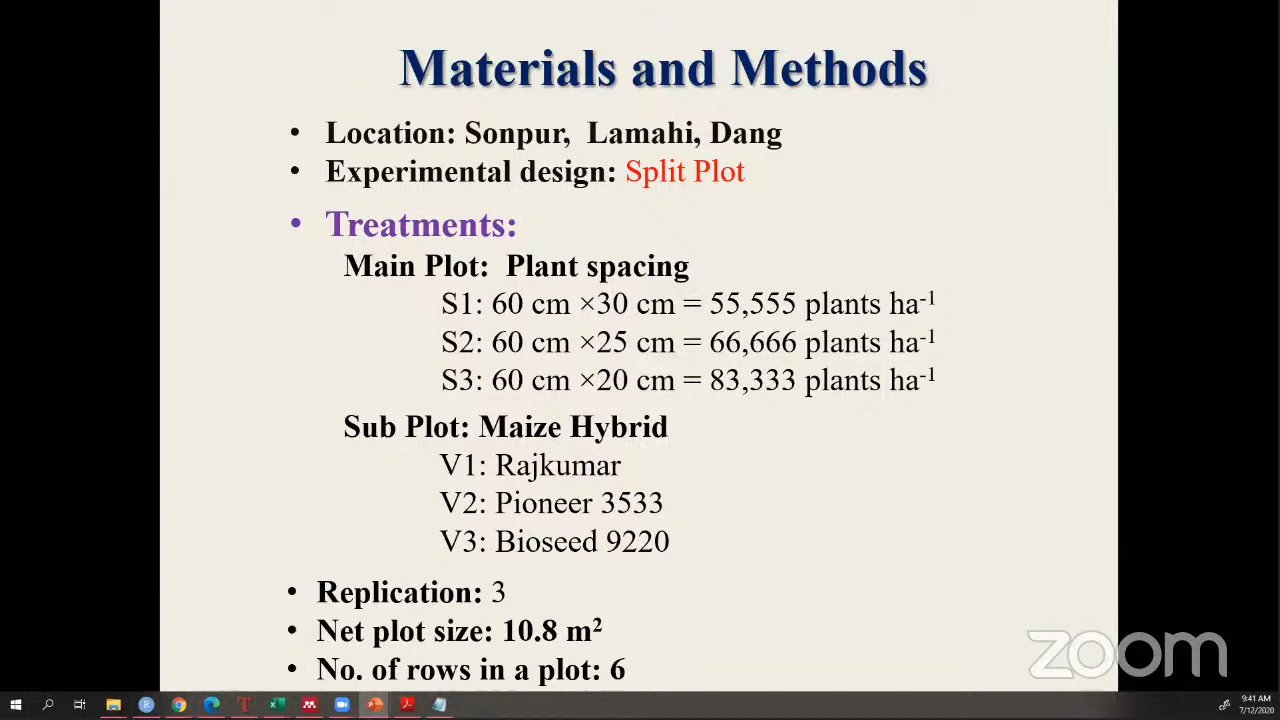 Materials and Methods
• Location: Sonpur, Lamahi, Dang
• Experimental design: Split Plot
• Treatments:
Main Plot: Plant spacing
S1: 60 cm ×30 cm = 55,555 plants ha-1
S2: 60 cm ×25 cm = 66,666 plants ha-1
S3: 60 cm ×20 cm = 83,333 plants ha-1
Sub Plot: Maize Hybrid
V1: Rajkumar
V2: Pioneer 3533
V3: Bioseed 9220
• Replication: 3
• Net plot size: 10.8 m2
• No. of rows in a plot: 6
zoom
9:41 AM
7/12/2020